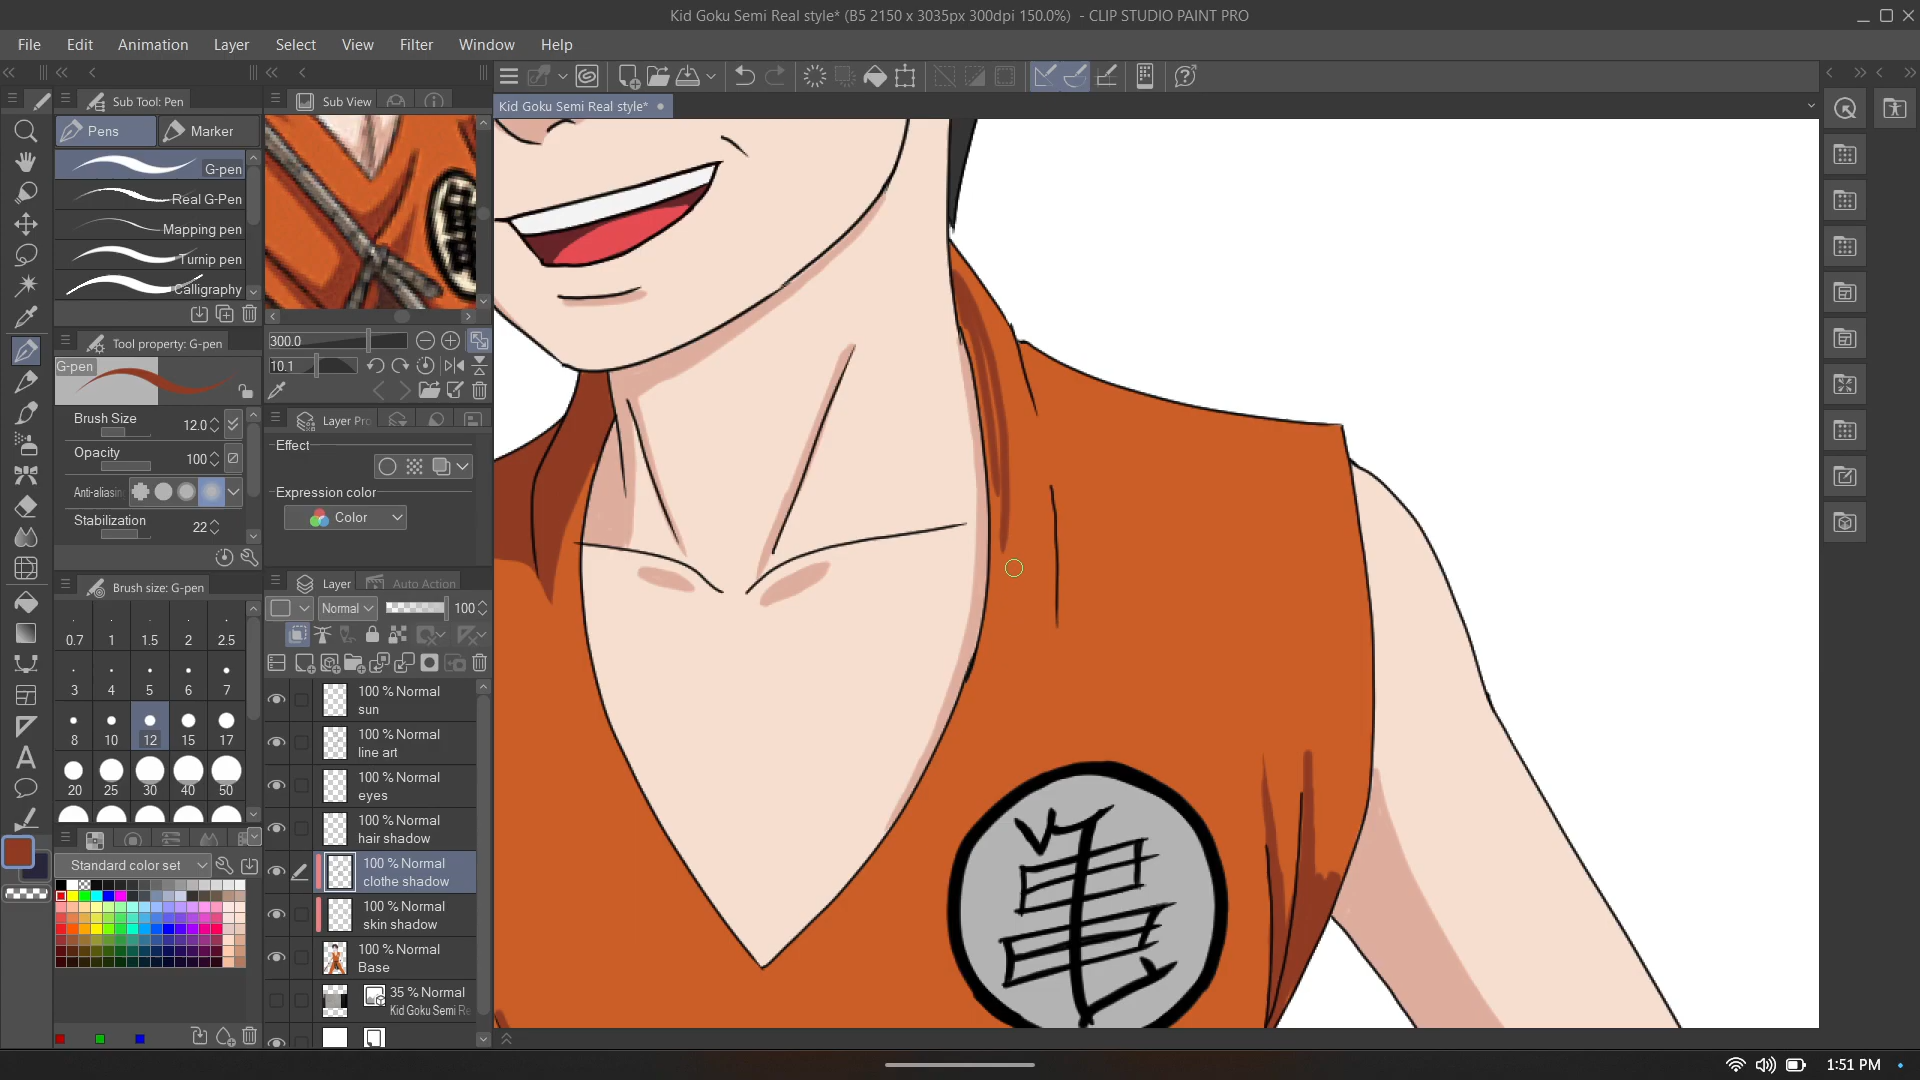 Kid Goku Semi Real style* (B5 2150 x 3035px 300dpi 150.0%) - CLIP STUDIO PAINT PRO
File Edit Animation Layer Select View Filter Window Help
Sub Tool: Pen
Sub View
Kid Goku Semi Real style*
Pens
Marker
G-pen
Real G-Pen
Mapping pen
Turnip pen
Calligraphy
Tool property: G-pen
300.0
G-pen
10.1
Brush Size 12.0
Layer Pro
Effect
Opacity 100
Anti-aliasin
Expression color
Color
Stabilization 22
Brush size: G-pen
Layer
Auto Action
Normal 100
0.7 1 1.5 2 2.5
3 4 5 6 7
8 10 12 15 17
20 25 30 40 50
100 % Normal
sun
100 % Normal
line art
100 % Normal
eyes
100 % Normal
hair shadow
100 % Normal
clothe shadow
100 % Normal
skin shadow
100 % Normal
Base
35 % Normal
Kid Goku Semi Re
Standard color set
亀
1:51 PM